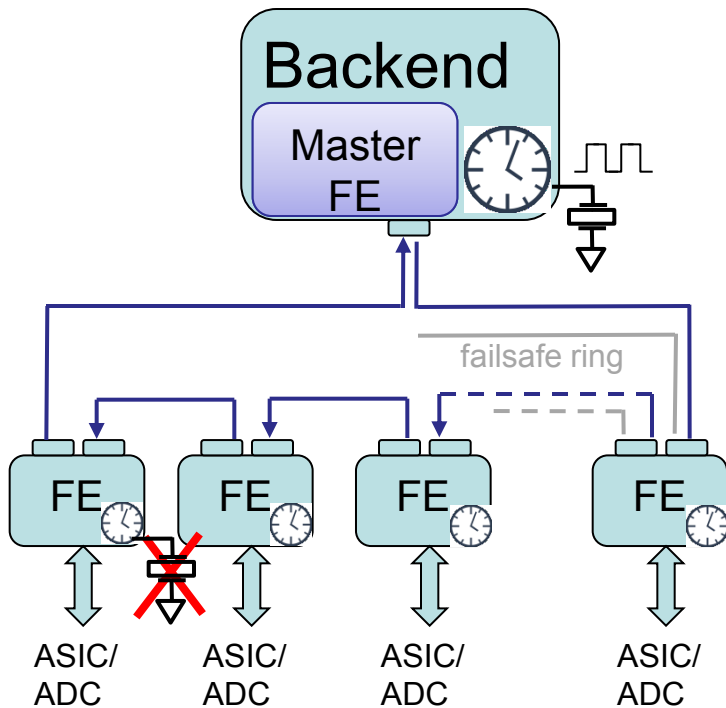 Backend
Master
FE
failsafe ring
FE
FE
FE
FE
ASIC/
ADC
ASIC/
ADC
ASIC/
ADC
ASIC/
ADC